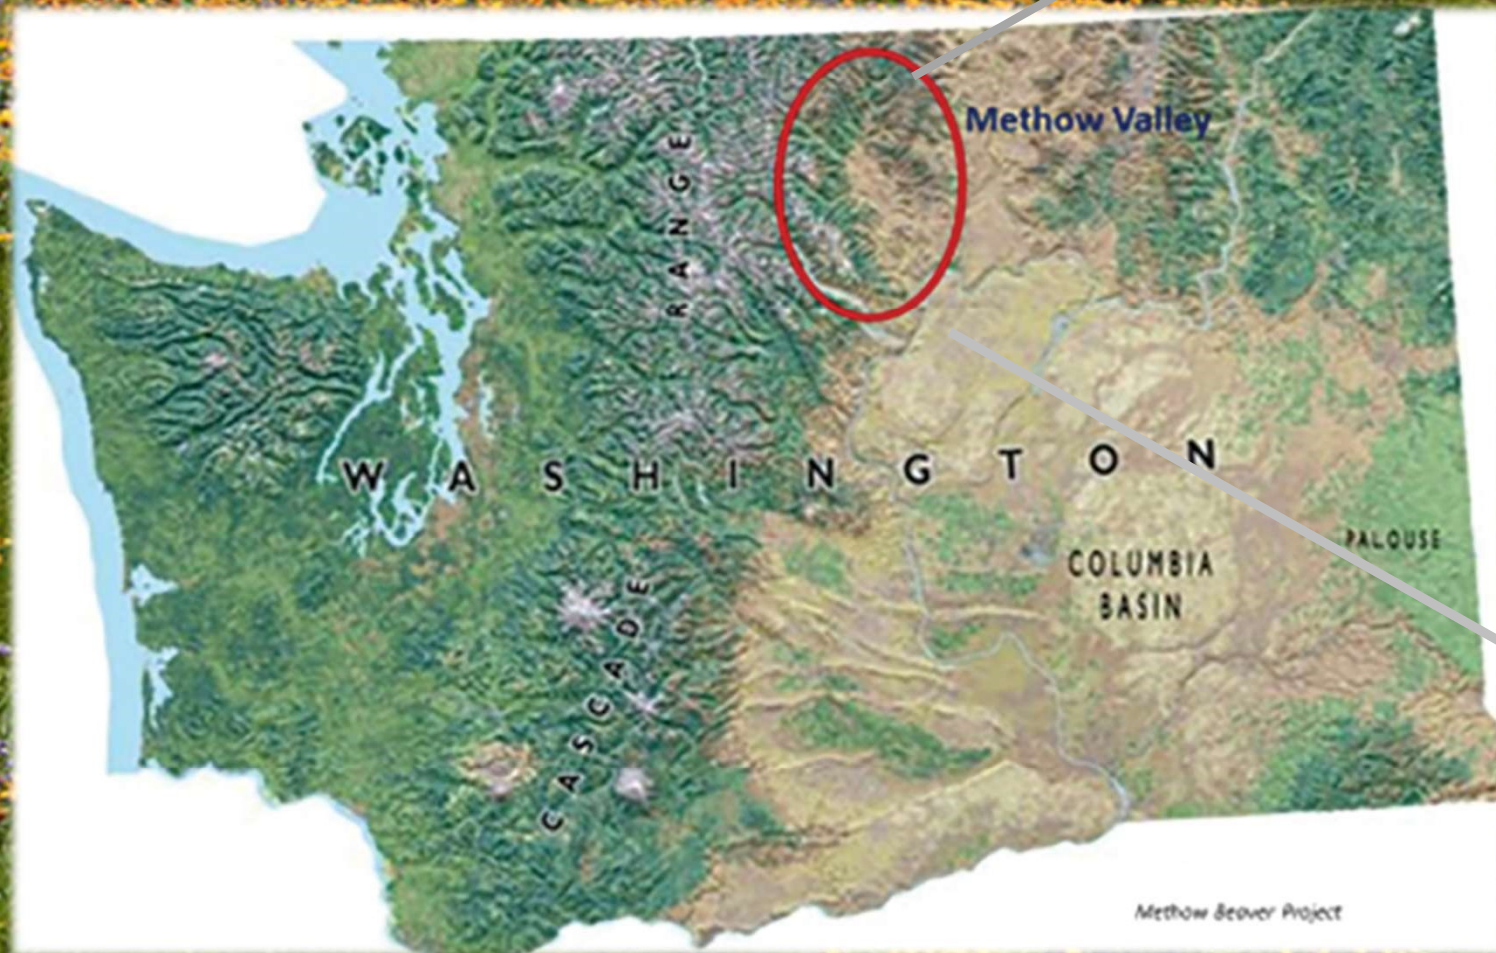 Methow Valley
RANGE
WASHINGTON
PALOUSE
COLUMBIA
BASIN
CASCADE
Methow Beaver Project